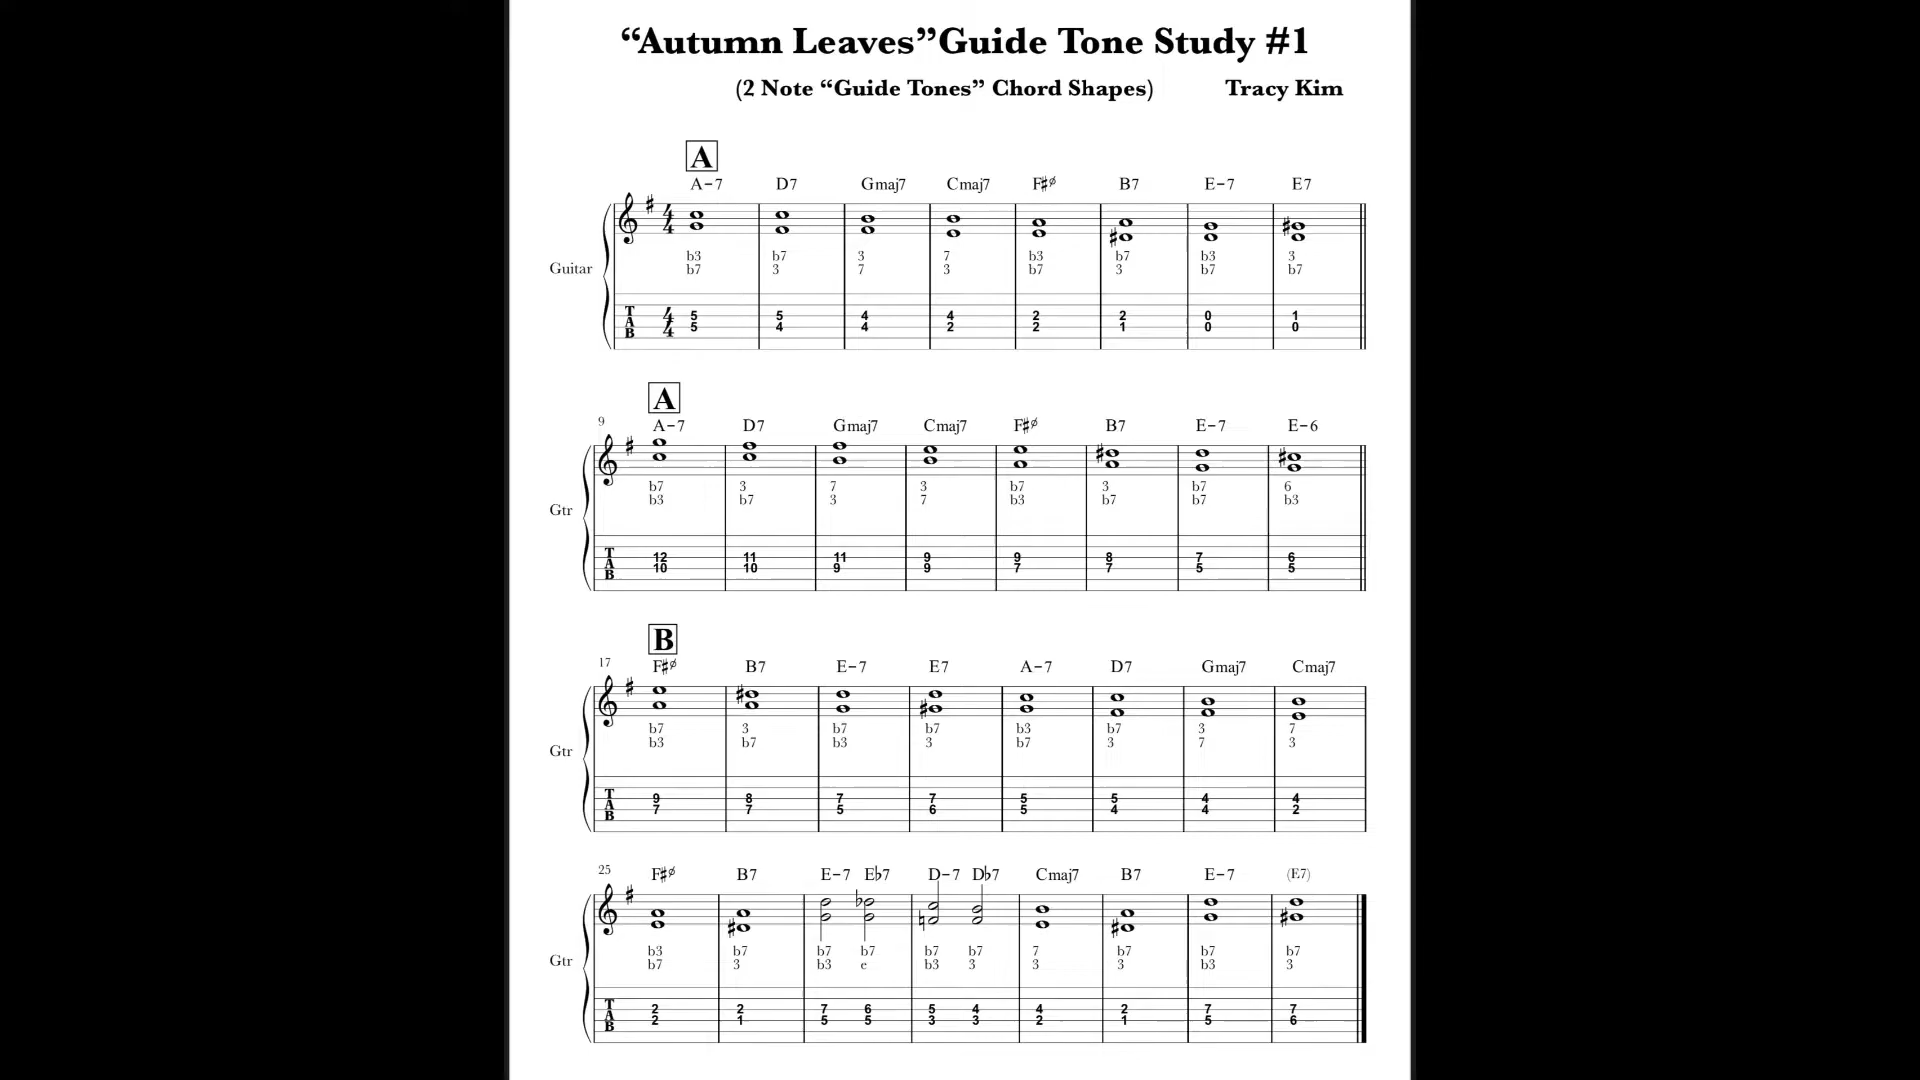 “Autumn Leaves”Guide Tone Study #1
(2 Note “Guide Tones” Chord Shapes) Tracy Kim
A
A-7 D7 Gmaj7 Cmaj7 F#ø B7 E-7 E7
4 4
b3 b7 3 7 b3 b7 b3 3
b7 3 7 3 b7 3 b7 b7
Guitar
T A B 4 4
5 5 4 4 2 2 0 1
5 4 4 2 2 1 0 0
A
9
A-7 D7 Gmaj7 Cmaj7 F#ø B7 E-7 E-6
b7 3 7 3 b7 3 b7 6
b3 b7 3 7 b3 b7 b7 b3
Gtr
T A B
12 11 11 9 9 8 7 6
10 10 9 9 7 7 5 5
B
17
F#ø B7 E-7 E7 A-7 D7 Gmaj7 Cmaj7
b7 3 b7 b7 b3 b7 3 7
b3 b7 b3 3 b7 3 7 3
Gtr
T A B
9 8 7 7 5 5 4 4
7 7 5 6 5 4 4 2
25
F#ø B7 E-7 Eb7 D-7 Db7 Cmaj7 B7 E-7 (E7)
b3 b7 b7 b7 b7 b7 7 b7 b7 b7
b7 3 b3 e b3 3 3 3 b3 3
Gtr
T A B
2 2 7 6 5 4 4 2 7 7
2 1 5 5 3 3 2 1 5 6